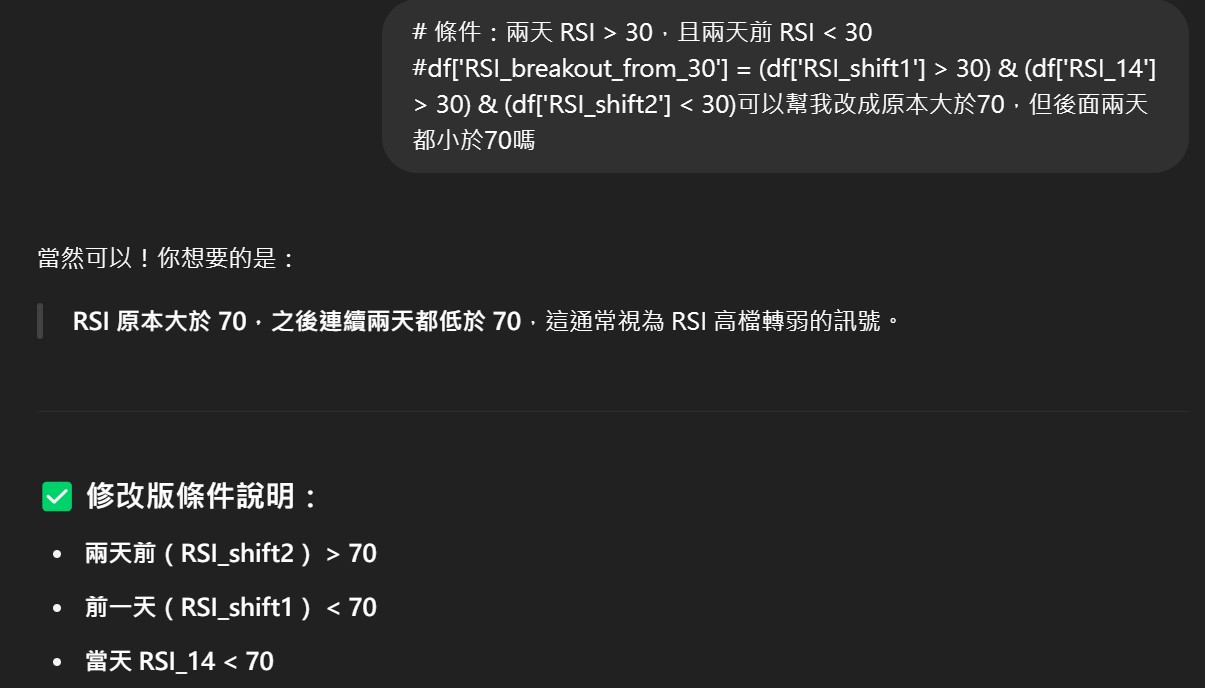 # 條件：兩天 RSI > 30，且兩天前 RSI < 30
#df['RSI_breakout_from_30'] = (df['RSI_shift1'] > 30) & (df['RSI_14']
> 30) & (df['RSI_shift2'] < 30)可以幫我改成原本大於70，但後面兩天
都小於70嗎
當然可以！你想要的是：
RSI 原本大於 70，之後連續兩天都低於 70，這通常視為 RSI 高檔轉弱的訊號。
✅ 修改版條件說明：
• 兩天前（RSI_shift2）> 70
• 前一天（RSI_shift1）< 70
• 當天 RSI_14 < 70